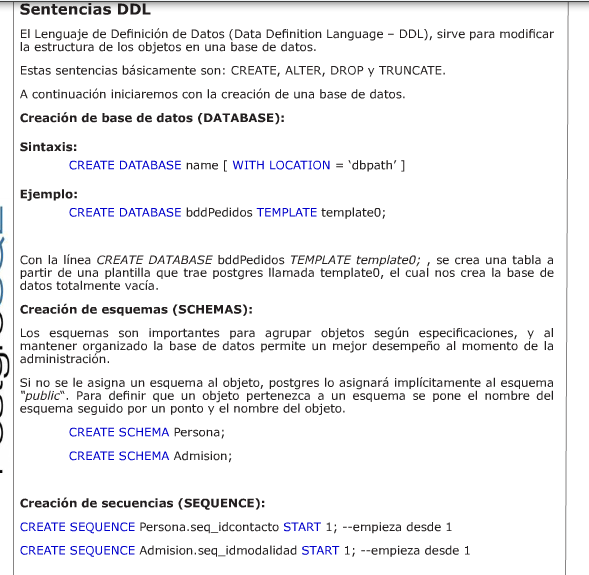 Sentencias DDL
El Lenguaje de Definición de Datos (Data Definition Language – DDL), sirve para modificar
la estructura de los objetos en una base de datos.
Estas sentencias básicamente son: CREATE, ALTER, DROP y TRUNCATE.
A continuación iniciaremos con la creación de una base de datos.
Creación de base de datos (DATABASE):
Sintaxis:
CREATE DATABASE name [ WITH LOCATION = ‘dbpath’ ]
Ejemplo:
CREATE DATABASE bddPedidos TEMPLATE template0;
Con la línea CREATE DATABASE bddPedidos TEMPLATE template0; , se crea una tabla a
partir de una plantilla que trae postgres llamada template0, el cual nos crea la base de
datos totalmente vacía.
Creación de esquemas (SCHEMAS):
Los esquemas son importantes para agrupar objetos según especificaciones, y al
mantener organizado la base de datos permite un mejor desempeño al momento de la
administración.
Si no se le asigna un esquema al objeto, postgres lo asignará implícitamente al esquema
"public“. Para definir que un objeto pertenezca a un esquema se pone el nombre del
esquema seguido por un ponto y el nombre del objeto.
CREATE SCHEMA Persona;
CREATE SCHEMA Admision;
Creación de secuencias (SEQUENCE):
CREATE SEQUENCE Persona.seq_idcontacto START 1; --empieza desde 1
CREATE SEQUENCE Admision.seq_idmodalidad START 1; --empieza desde 1